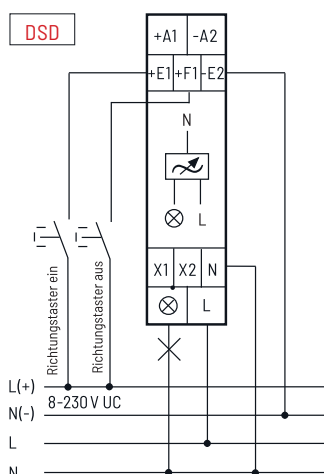 DSD
+A1 -A2
+E1 +F1 -E2
N
L
X1 X2 N
L
Richtungstaster ein
Richtungstaster aus
L(+)
8-230 V UC
N(-)
L
N